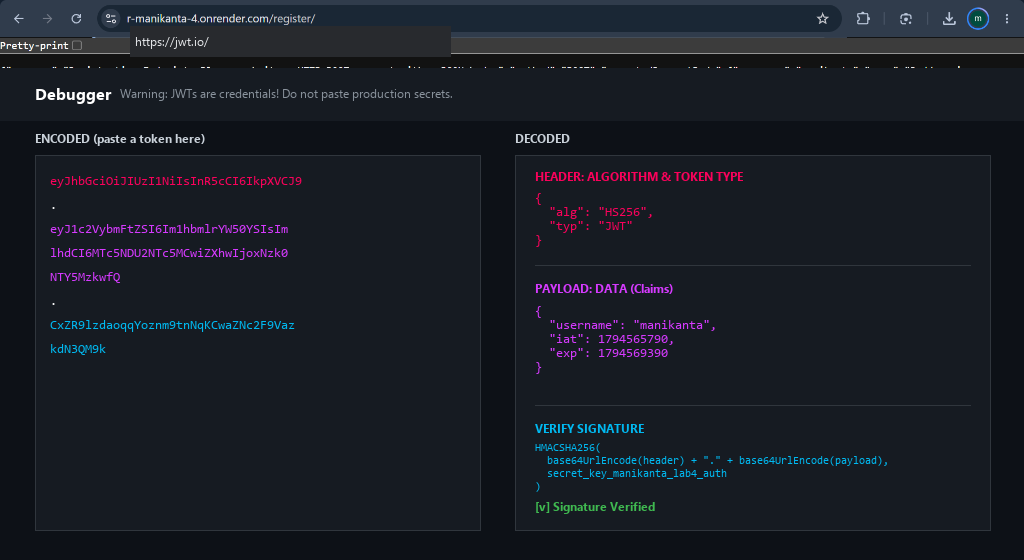 r-manikanta-4.onrender.com/register/
m
Pretty-print
https://jwt.io/
Debugger Warning: JWTs are credentials! Do not paste production secrets.
ENCODED (paste a token here)
eyJhbGciOiJIUzI1NiIsInR5cCI6IkpXVCJ9
.
eyJ1c2VybmFtZSI6Im1hbmlrYW50YSIsIm
lhdCI6MTc5NDU2NTc5MCwiZXhwIjoxNzk0
NTY5MzkwfQ
.
CxZR9lzdaoqqYoznm9tnNqKCwaZNc2F9Vaz
kdN3QM9k
DECODED
HEADER: ALGORITHM & TOKEN TYPE
{
"alg": "HS256",
"typ": "JWT"
}
PAYLOAD: DATA (Claims)
{
"username": "manikanta",
"iat": 1794565790,
"exp": 1794569390
}
VERIFY SIGNATURE
HMACSHA256(
base64UrlEncode(header) + "." + base64UrlEncode(payload),
secret_key_manikanta_lab4_auth
)
[v] Signature Verified